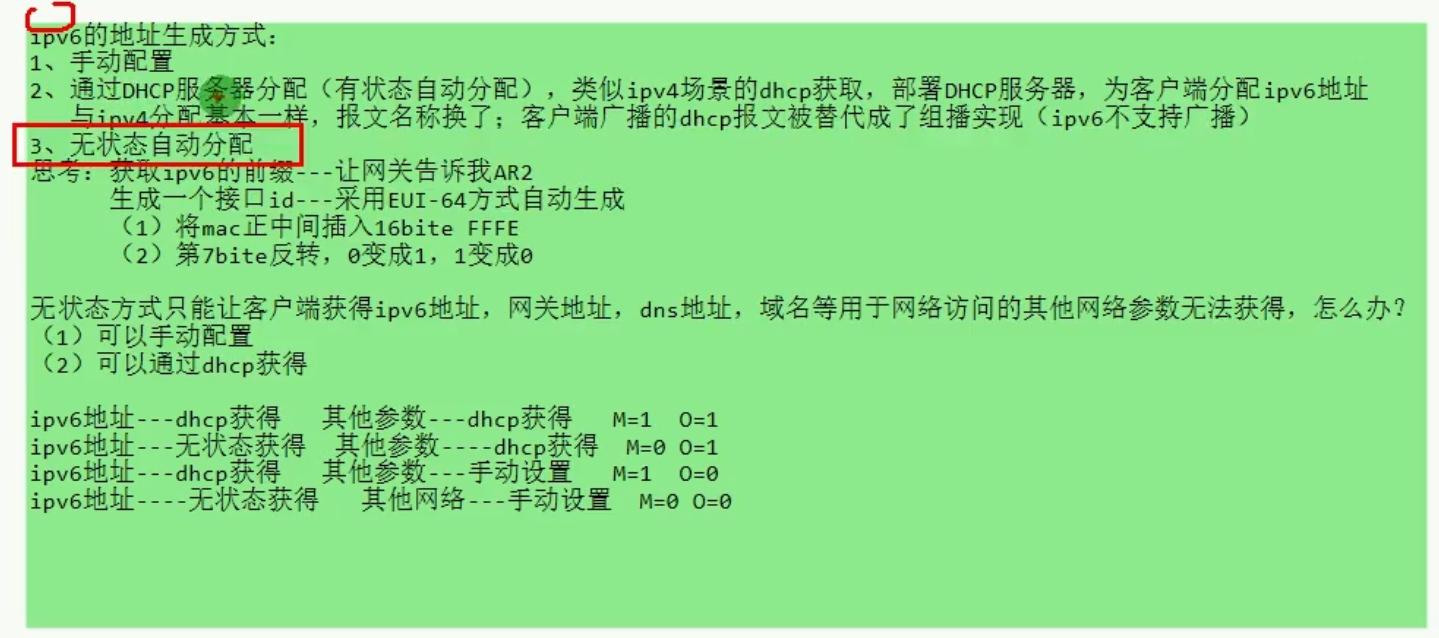 ipv6的地址生成方式:
1、手动配置
2、通过DHCP服务器分配（有状态自动分配）, 类似ipv4场景的dhcp获取, 部署DHCP服务器, 为客户端分配ipv6地址
与ipv4分配基本一样, 报文名称换了; 客户端广播的dhcp报文被替代成了组播实现（ipv6不支持广播）
3、无状态自动分配
思考: 获取ipv6的前缀---让网关告诉我AR2
生成一个接口id---采用EUI-64方式自动生成
（1）将mac正中间插入16bite FFFE
（2）第7bite反转, 0变成1, 1变成0
无状态方式只能让客户端获得ipv6地址, 网关地址, dns地址, 域名等用于网络访问的其他网络参数无法获得, 怎么办?
（1）可以手动配置
（2）可以通过dhcp获得
ipv6地址---dhcp获得 其他参数---dhcp获得 M=1 O=1
ipv6地址---无状态获得 其他参数----dhcp获得 M=0 O=1
ipv6地址---dhcp获得 其他参数---手动设置 M=1 O=0
ipv6地址----无状态获得 其他网络---手动设置 M=0 O=0